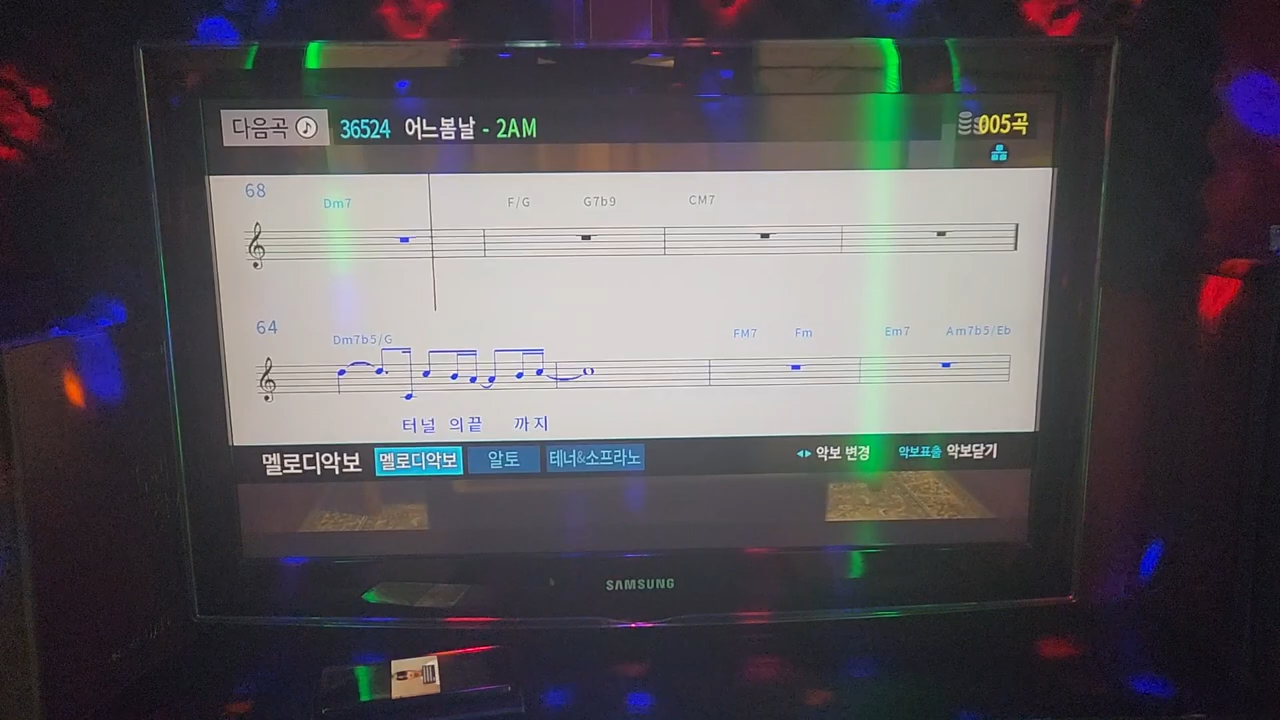 다음곡 36524 어느봄날 - 2AM 005곡
68
Dm7 F/G G7b9 CM7
64
Dm7b5/G FM7 Fm Em7 Am7b5/Eb
터널 의끝 까지
멜로디악보 멜로디악보 알토 테너&소프라노 악보 변경 악보표출 악보닫기
SAMSUNG